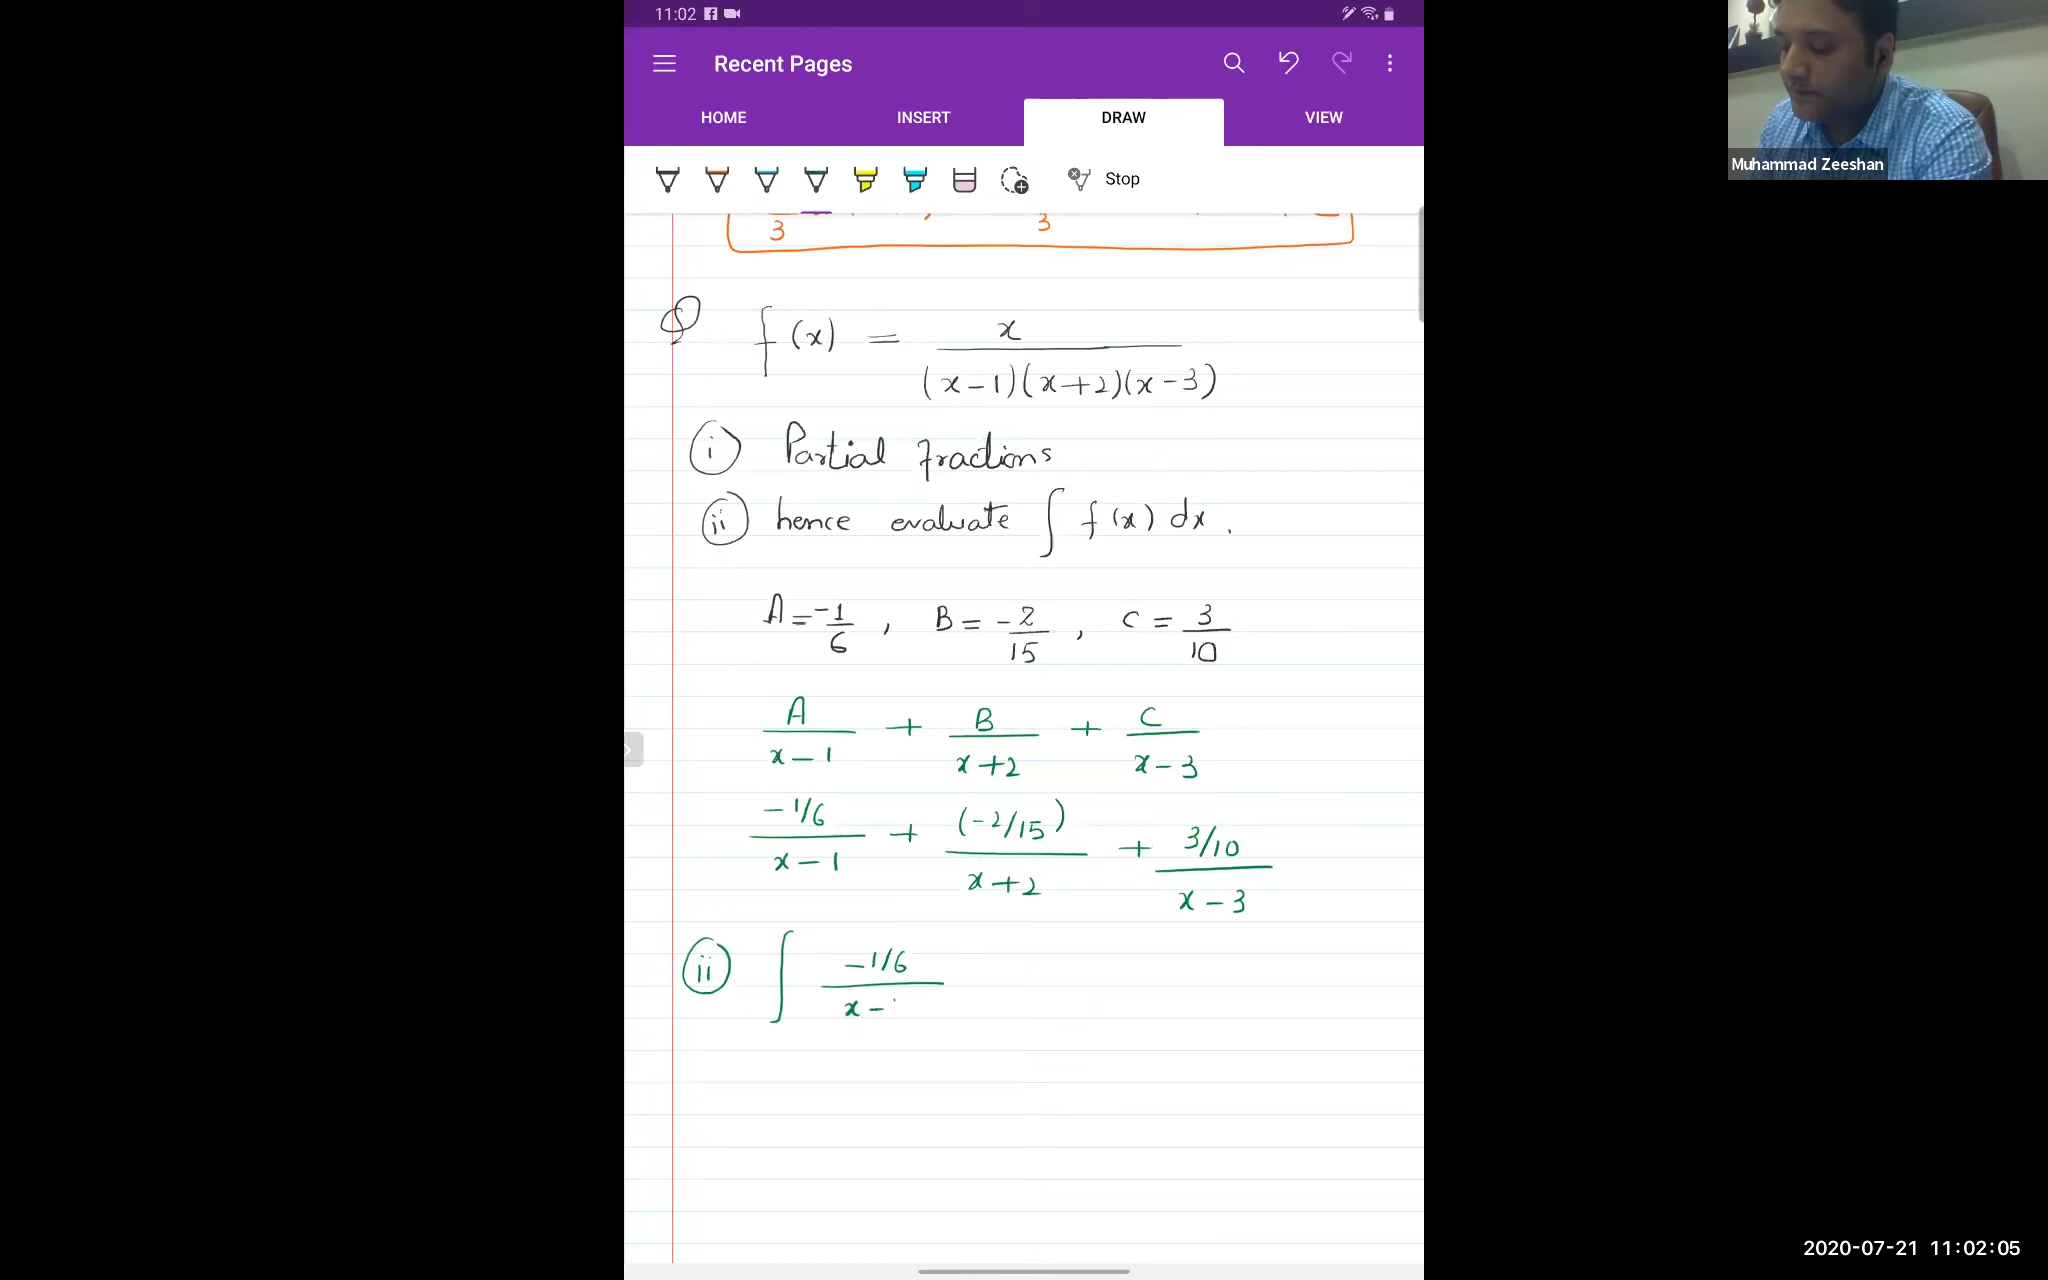 11:02
Recent Pages
HOME INSERT DRAW VIEW
Stop
Muhammad Zeeshan
3 , 3
Q f(x) = x / (x-1)(x+2)(x-3)
(i) Partial fractions
(ii) hence evaluate ∫ f(x) dx.
A = -1/6 , B = -2/15 , C = 3/10
A/x-1 + B/x+2 + C/x-3
-1/6 / x-1 + (-2/15) / x+2 + 3/10 / x-3
(ii) ∫ -1/6 / x-
2020-07-21 11:02:05